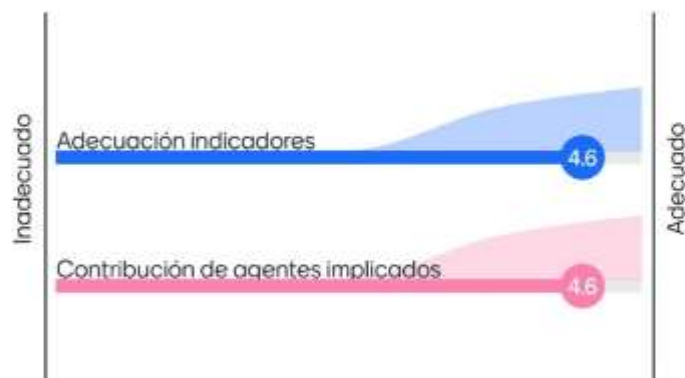 Inadecuado
Adecuación indicadores
4.6
Contribución de agentes implicados
4.6
Adecuado